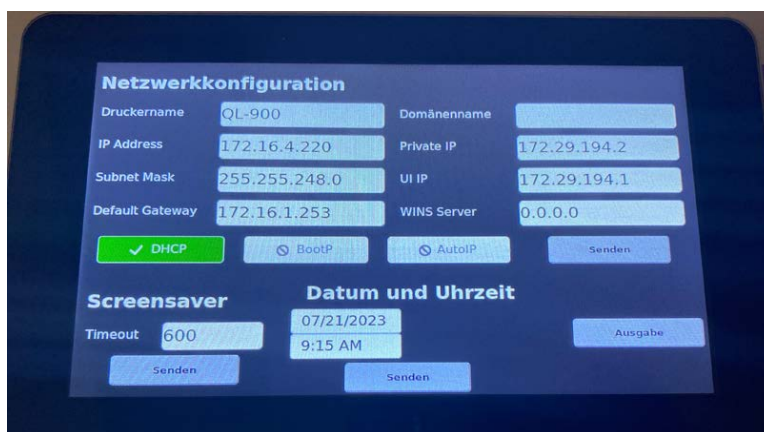 Netzwerkkonfiguration
Druckername QL-900 Domänenname
IP Address 172.16.4.220 Private IP 172.29.194.2
Subnet Mask 255.255.248.0 UI IP 172.29.194.1
Default Gateway 172.16.1.253 WINS Server 0.0.0.0
DHCP BootP AutoIP Senden
Screensaver Datum und Uhrzeit
Timeout 600 07/21/2023 Ausgabe
9:15 AM
Senden Senden